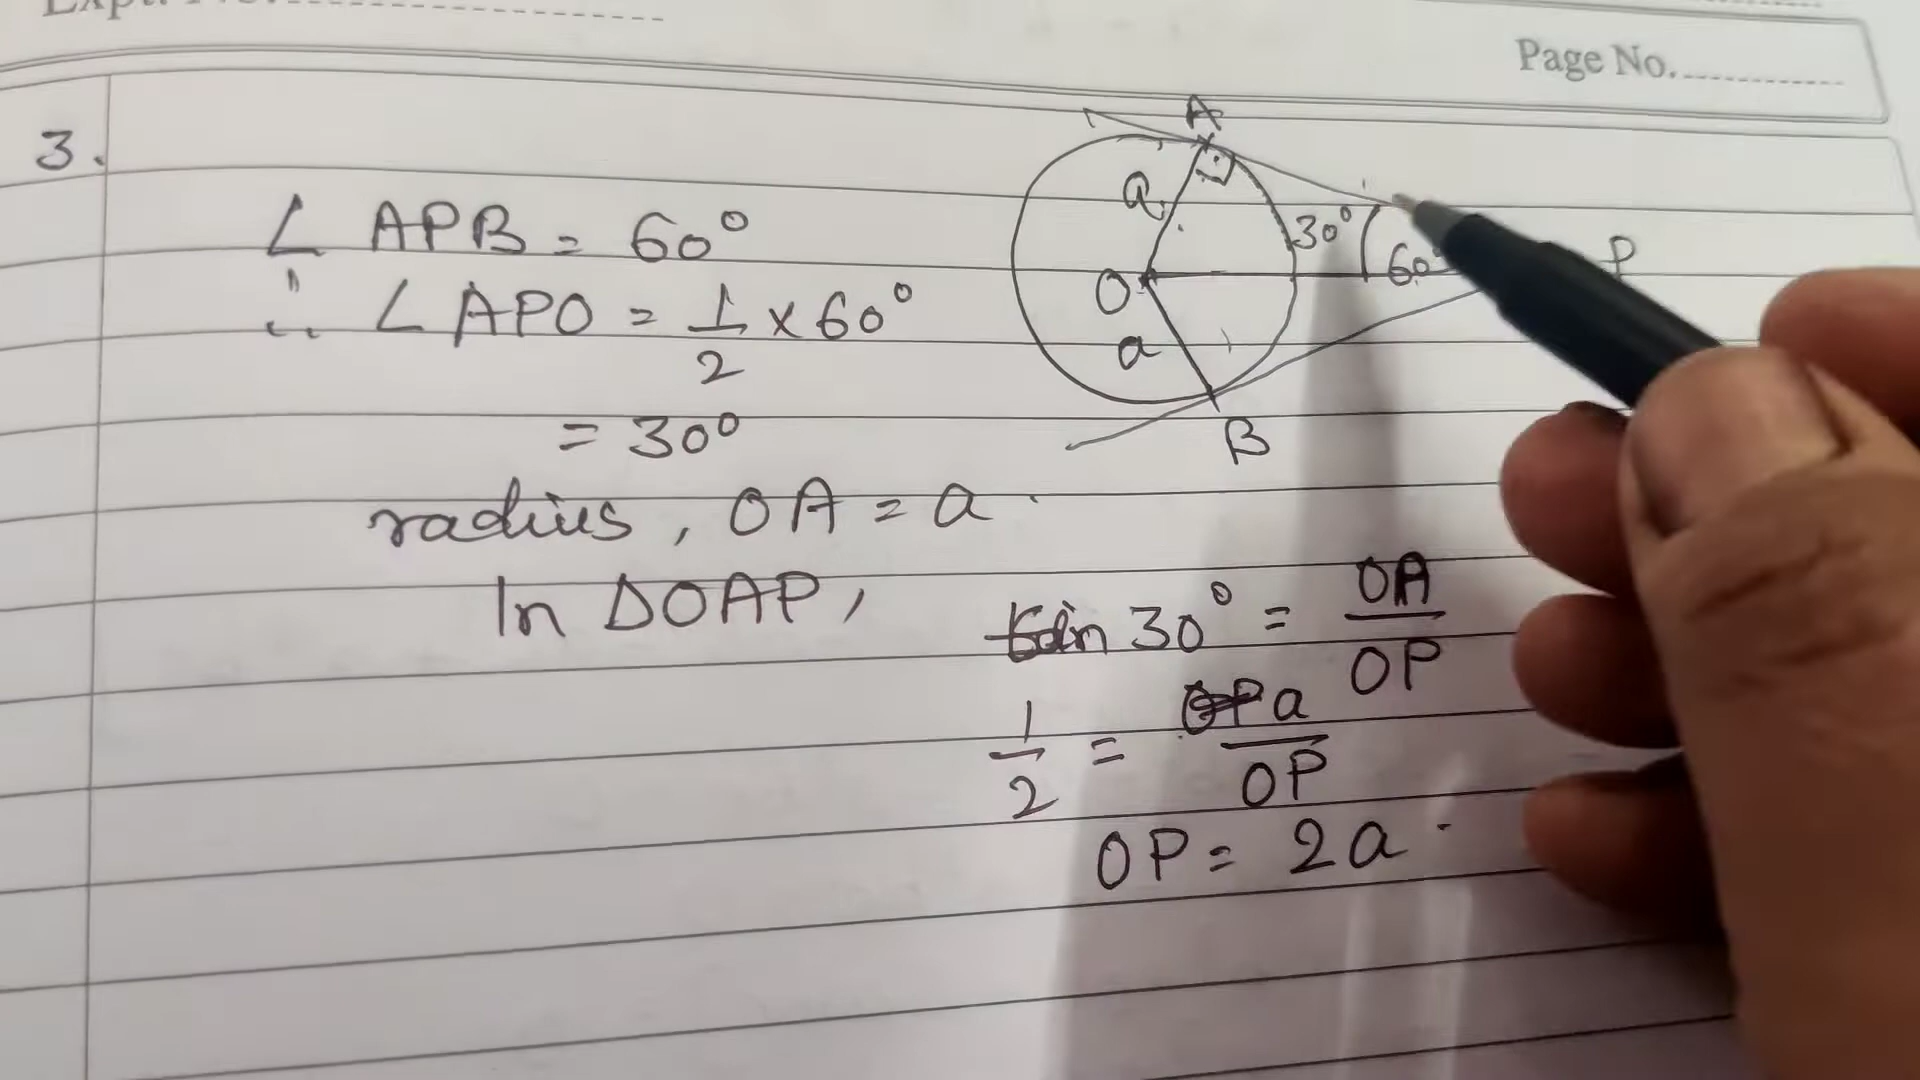 Page No.
3.
A
a
30°
60°
P
O
a
B
∠ APB = 60°
∴ ∠ APO = 1/2 × 60°
= 30°
radius, OA = a.
In ΔOAP,
sin 30° = OA/OP
1/2 = a/OP
OP = 2a.